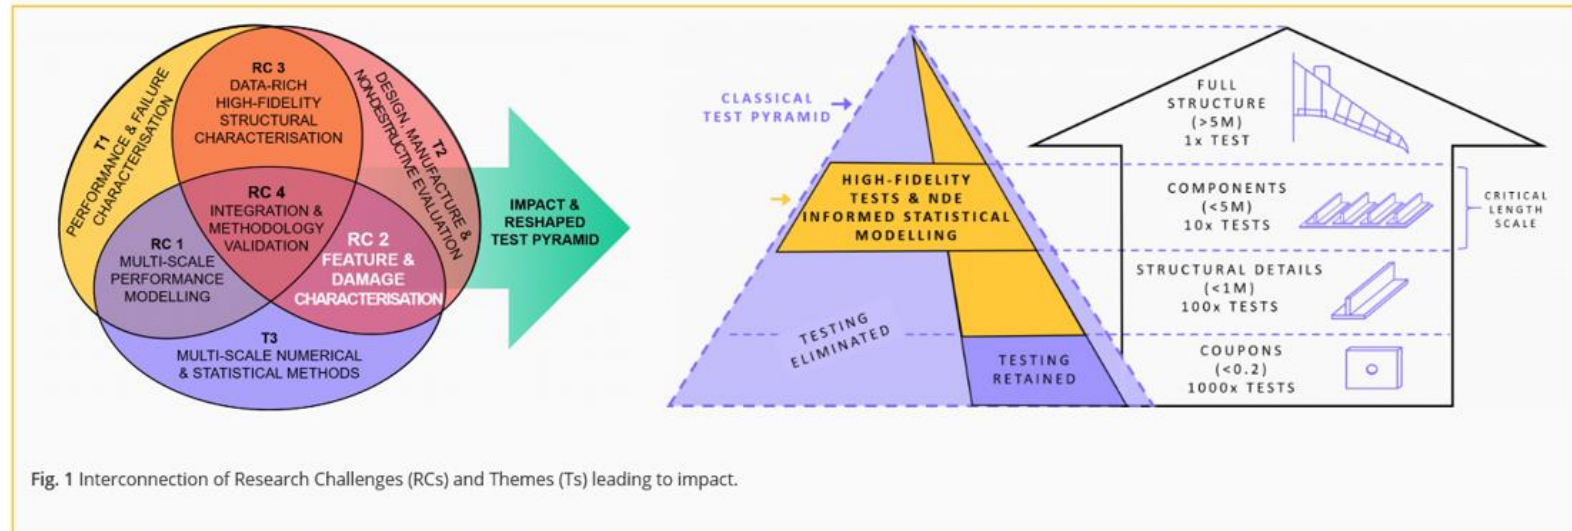 RC 3
DATA-RICH
HIGH-FIDELITY
STRUCTURAL
CHARACTERISATION
T1
PERFORMANCE & FAILURE
CHARACTERISATION
T2
DESIGN, MANUFACTURE &
NON-DESTRUCTIVE EVALUATION
RC 4
INTEGRATION &
METHODOLOGY
VALIDATION
RC 1
MULTI-SCALE
PERFORMANCE
MODELLING
RC 2
FEATURE &
DAMAGE
CHARACTERISATION
T3
MULTI-SCALE NUMERICAL
& STATISTICAL METHODS
IMPACT &
RESHAPED
TEST PYRAMID
CLASSICAL
TEST PYRAMID
HIGH-FIDELITY
TESTS & NDE
INFORMED STATISTICAL
MODELLING
TESTING
ELIMINATED
TESTING
RETAINED
FULL
STRUCTURE
(>5M)
1x TEST
COMPONENTS
(<5M)
10x TESTS
CRITICAL
LENGTH
SCALE
STRUCTURAL DETAILS
(<1M)
100x TESTS
COUPONS
(<0.2)
1000x TESTS
Fig. 1 Interconnection of Research Challenges (RCs) and Themes (Ts) leading to impact.